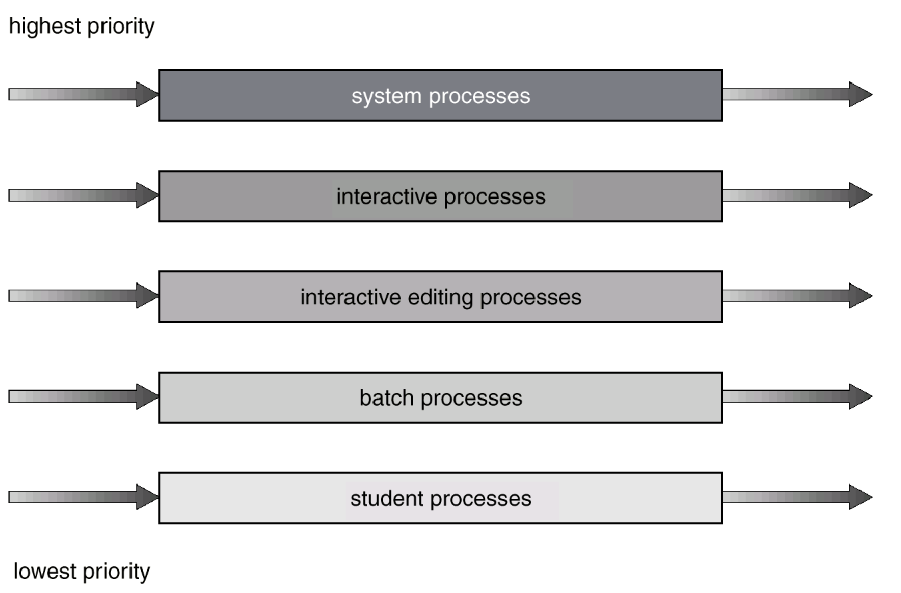 highest priority
system processes
interactive processes
interactive editing processes
batch processes
student processes
lowest priority